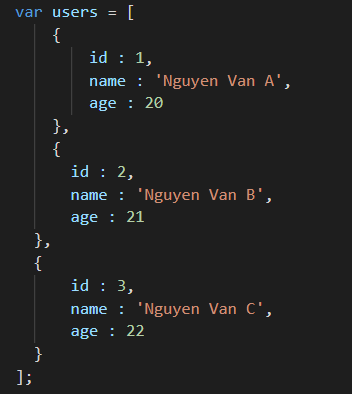 var users = [
{
id : 1,
name : 'Nguyen Van A',
age : 20
},
{
id : 2,
name : 'Nguyen Van B',
age : 21
},
{
id : 3,
name : 'Nguyen Van C',
age : 22
}
];